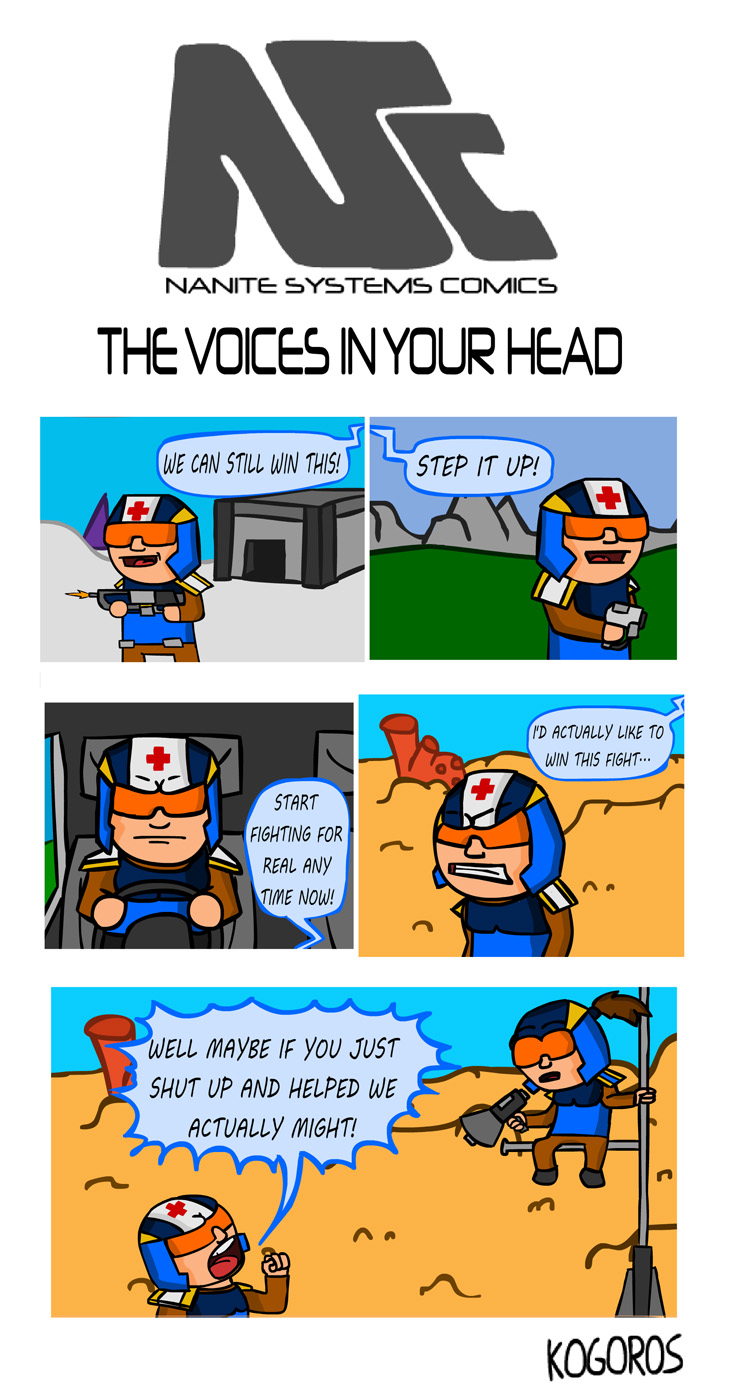 NSC
NANITE SYSTEMS COMICS
THE VOICES IN YOUR HEAD
WE CAN STILL WIN THIS!
STEP IT UP!
START
FIGHTING FOR
REAL ANY
TIME NOW!
I'D ACTUALLY LIKE TO
WIN THIS FIGHT...
WELL MAYBE IF YOU JUST
SHUT UP AND HELPED WE
ACTUALLY MIGHT!
KOGOROS